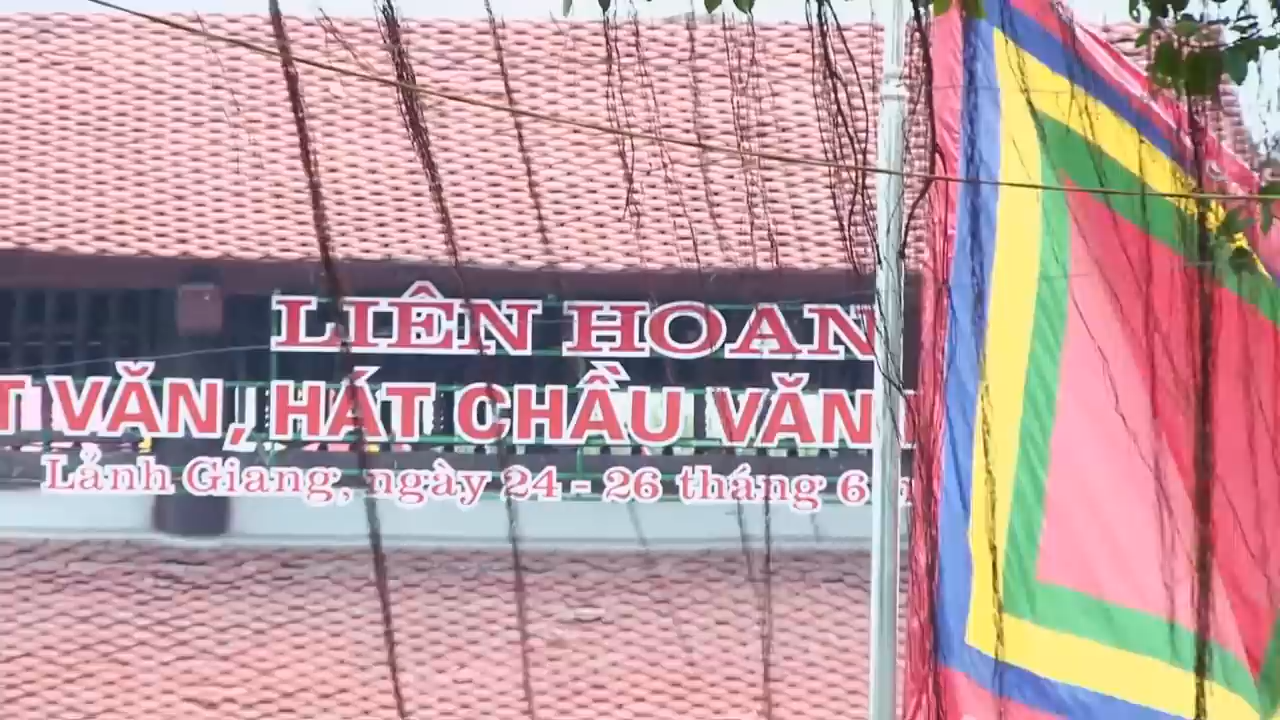 LIÊN HOAN
T VĂN, HÁT CHẦU VĂN
Lảnh Giang, ngày 24 - 26 tháng 6